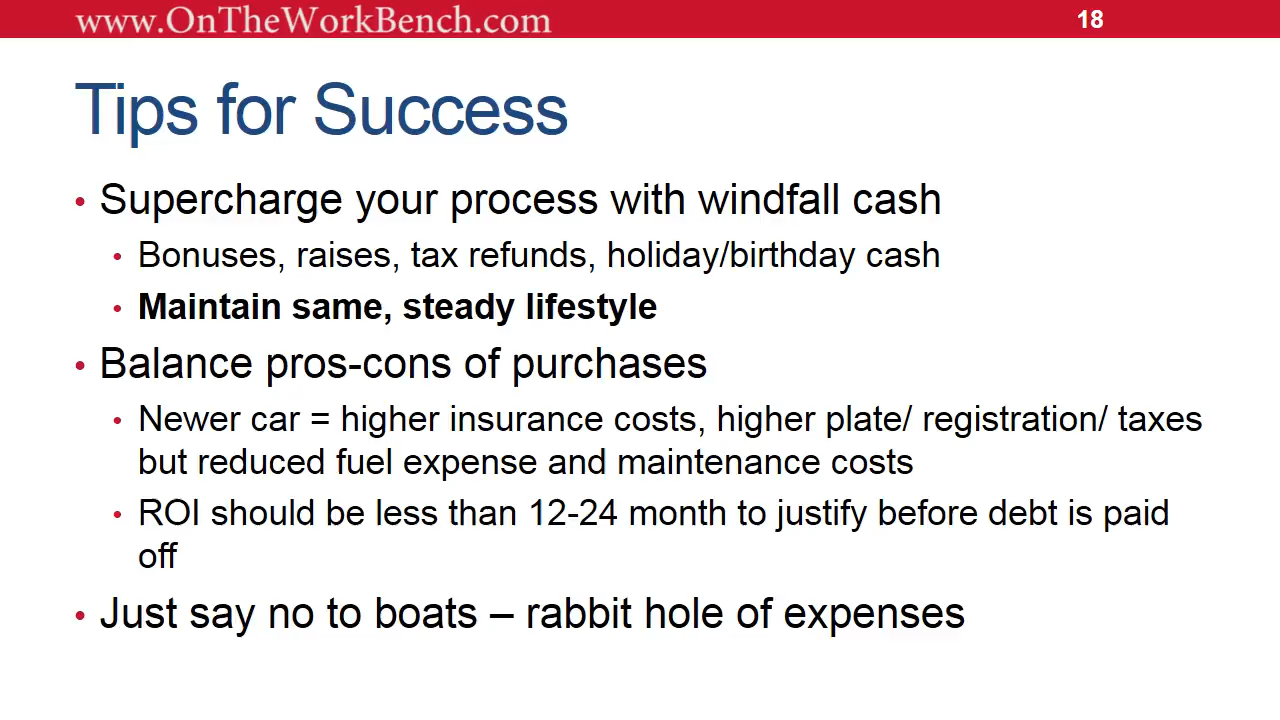 www.OnTheWorkBench.com
18
Tips for Success
• Supercharge your process with windfall cash
• Bonuses, raises, tax refunds, holiday/birthday cash
• Maintain same, steady lifestyle
• Balance pros-cons of purchases
• Newer car = higher insurance costs, higher plate/ registration/ taxes
but reduced fuel expense and maintenance costs
• ROI should be less than 12-24 month to justify before debt is paid
off
• Just say no to boats – rabbit hole of expenses